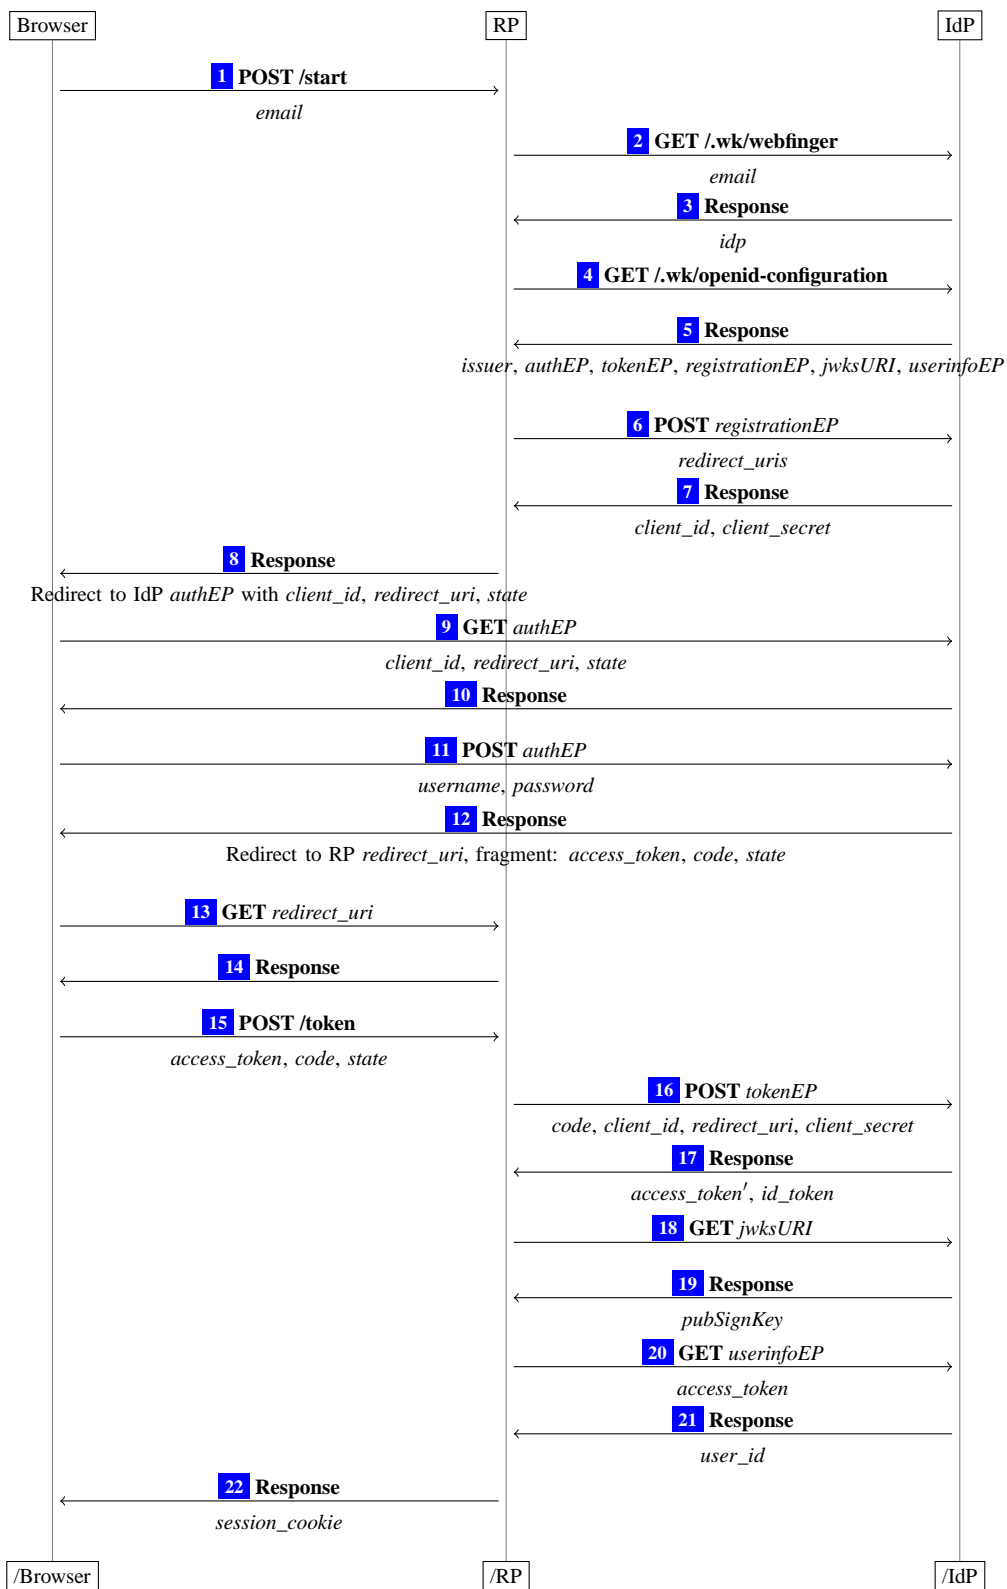 Browser RP IdP
1 POST /start
email
2 GET /.wk/webfinger
email
3 Response
idp
4 GET /.wk/openid-configuration
5 Response
issuer, authEP, tokenEP, registrationEP, jwksURI, userinfoEP
6 POST registrationEP
redirect_uris
7 Response
client_id, client_secret
8 Response
Redirect to IdP authEP with client_id, redirect_uri, state
9 GET authEP
client_id, redirect_uri, state
10 Response
11 POST authEP
username, password
12 Response
Redirect to RP redirect_uri, fragment: access_token, code, state
13 GET redirect_uri
14 Response
15 POST /token
access_token, code, state
16 POST tokenEP
code, client_id, redirect_uri, client_secret
17 Response
access_token′, id_token
18 GET jwksURI
19 Response
pubSignKey
20 GET userinfoEP
access_token
21 Response
user_id
22 Response
session_cookie
/Browser /RP /IdP